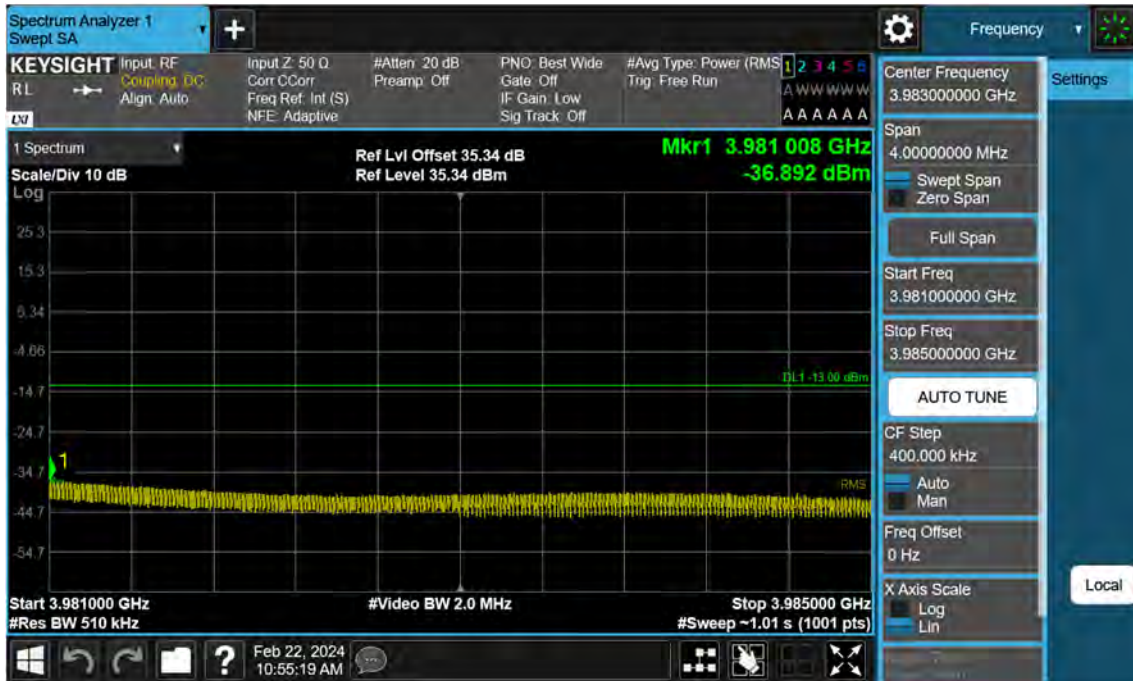 Spectrum Analyzer 1
Swept SA
+
Frequency
KEYSIGHT
RL
LXI
Input: RF
Coupling: DC
Align: Auto
Input Z: 50 Ω
Corr CCorr
Freq Ref: Int (S)
NFE: Adaptive
#Atten: 20 dB
Preamp: Off
PNO: Best Wide
Gate: Off
IF Gain: Low
Sig Track: Off
#Avg Type: Power (RMS
Trig: Free Run
1 2 3 4 5 6
A W W W W W
A A A A A A
1 Spectrum
Scale/Div 10 dB
Ref Lvl Offset 35.34 dB
Ref Level 35.34 dBm
Mkr1 3.981 008 GHz
-36.892 dBm
Log
25.3
15.3
5.34
-4.66
DL1 -13.00 dBm
-14.7
-24.7
1
-34.7
RMS
-44.7
-54.7
Start 3.981000 GHz
#Res BW 510 kHz
#Video BW 2.0 MHz
Stop 3.985000 GHz
#Sweep ~1.01 s (1001 pts)
Feb 22, 2024
10:55:19 AM
?
Center Frequency
3.983000000 GHz
Settings
Span
4.00000000 MHz
Swept Span
Zero Span
Full Span
Start Freq
3.981000000 GHz
Stop Freq
3.985000000 GHz
AUTO TUNE
CF Step
400.000 kHz
Auto
Man
Freq Offset
0 Hz
X Axis Scale
Log
Lin
Local